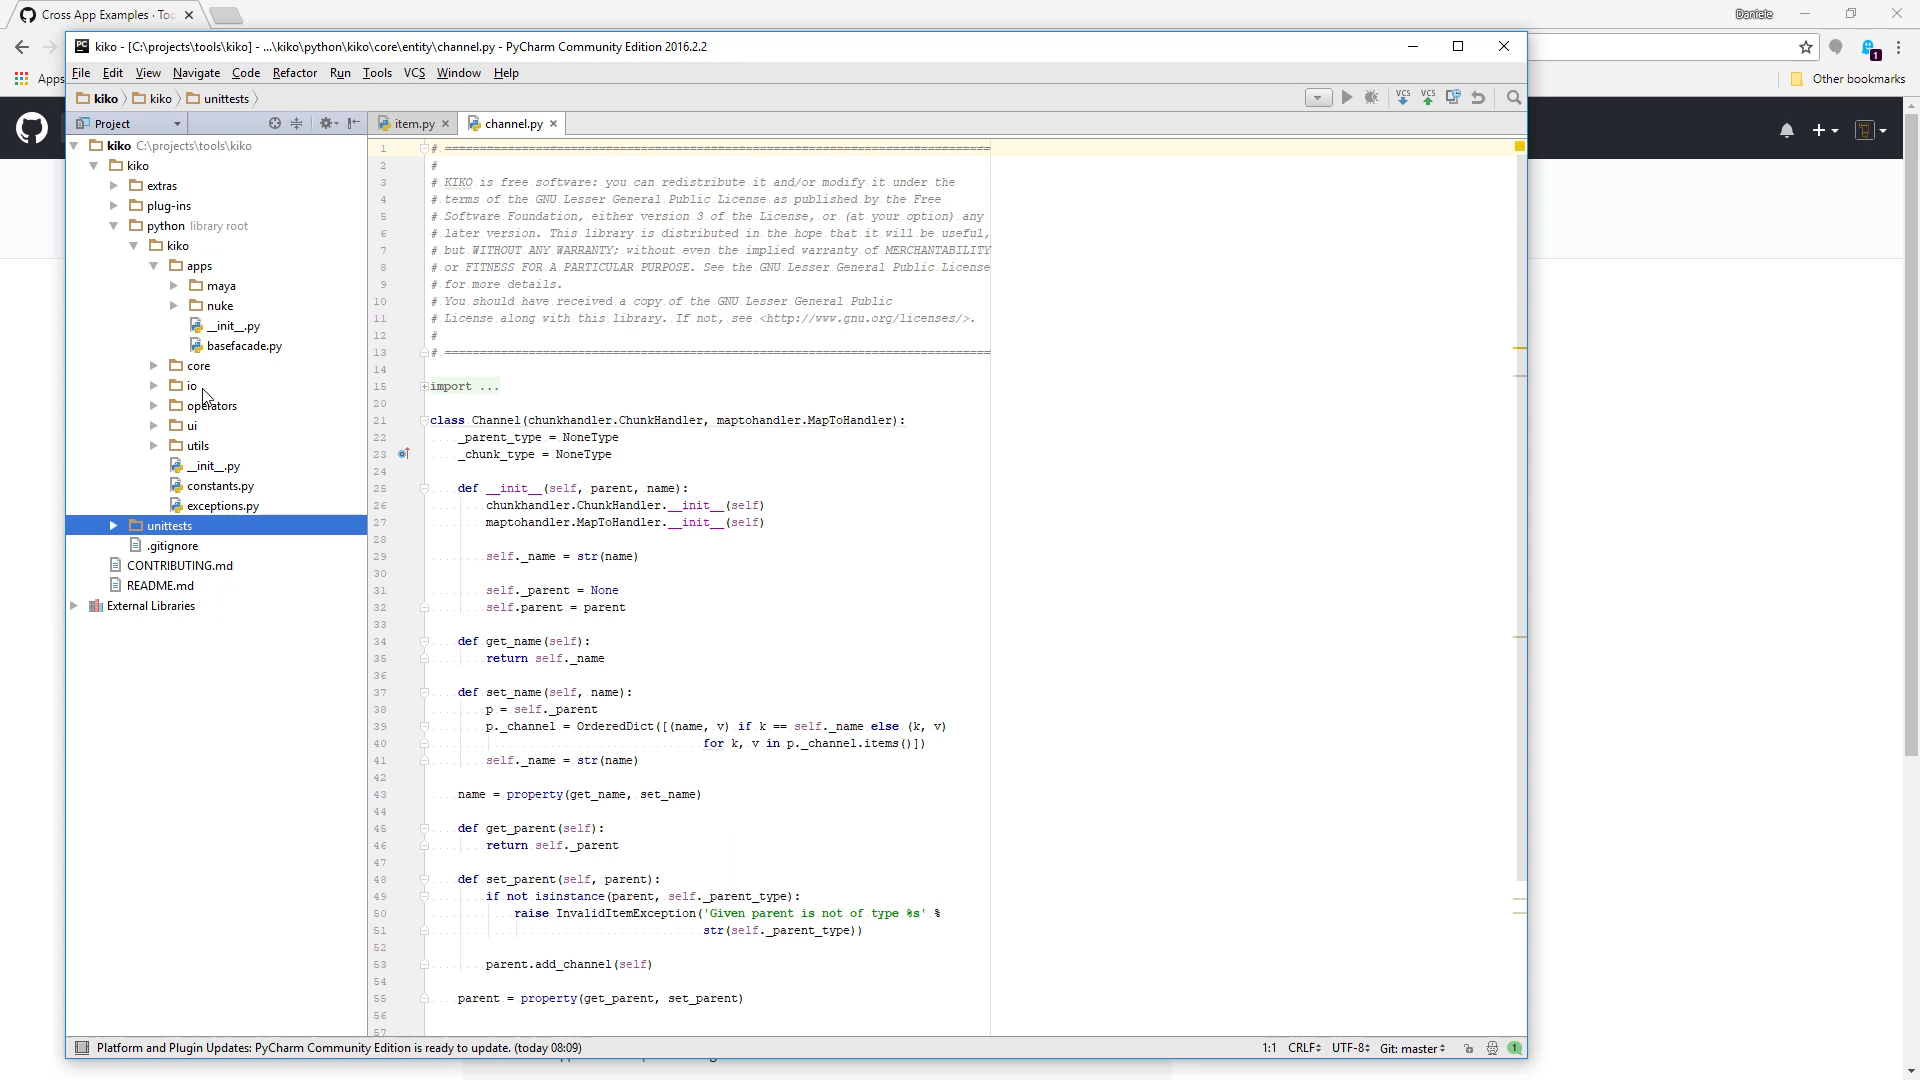 Cross App Examples · Too
Daniele
kiko - [C:\projects\tools\kiko] - ...\kiko\python\kiko\core\entity\channel.py - PyCharm Community Edition 2016.2.2
File Edit View Navigate Code Refactor Run Tools VCS Window Help
Apps
Other bookmarks
kiko kiko unittests
VCS VCS
Project
item.py channel.py
kiko C:\projects\tools\kiko
kiko
extras
plug-ins
python library root
kiko
apps
maya
nuke
__init__.py
basefacade.py
core
io
operators
ui
utils
__init__.py
constants.py
exceptions.py
unittests
.gitignore
CONTRIBUTING.md
README.md
External Libraries
1 # ==============================================================================
2 #
3 # KIKO is free software: you can redistribute it and/or modify it under the
4 # terms of the GNU Lesser General Public License as published by the Free
5 # Software Foundation, either version 3 of the License, or (at your option) any
6 # later version. This library is distributed in the hope that it will be useful,
7 # but WITHOUT ANY WARRANTY; without even the implied warranty of MERCHANTABILITY
8 # or FITNESS FOR A PARTICULAR PURPOSE. See the GNU Lesser General Public License
9 # for more details.
10 # You should have received a copy of the GNU Lesser General Public
11 # License along with this library. If not, see <http://www.gnu.org/licenses/>.
12 #
13 # ==============================================================================
14
15 import ...
20
21 class Channel(chunkhandler.ChunkHandler, maptohandler.MapToHandler):
22 _parent_type = NoneType
23 _chunk_type = NoneType
24
25 def __init__(self, parent, name):
26 chunkhandler.ChunkHandler.__init__(self)
27 maptohandler.MapToHandler.__init__(self)
28
29 self._name = str(name)
30
31 self._parent = None
32 self.parent = parent
33
34 def get_name(self):
35 return self._name
36
37 def set_name(self, name):
38 p = self._parent
39 p._channel = OrderedDict([(name, v) if k == self._name else (k, v)
40 for k, v in p._channel.items()])
41 self._name = str(name)
42
43 name = property(get_name, set_name)
44
45 def get_parent(self):
46 return self._parent
47
48 def set_parent(self, parent):
49 if not isinstance(parent, self._parent_type):
50 raise InvalidItemException('Given parent is not of type %s' %
51 str(self._parent_type))
52
53 parent.add_channel(self)
54
55 parent = property(get_parent, set_parent)
56
57
Platform and Plugin Updates: PyCharm Community Edition is ready to update. (today 08:09)
1:1 CRLF UTF-8 Git: master 1